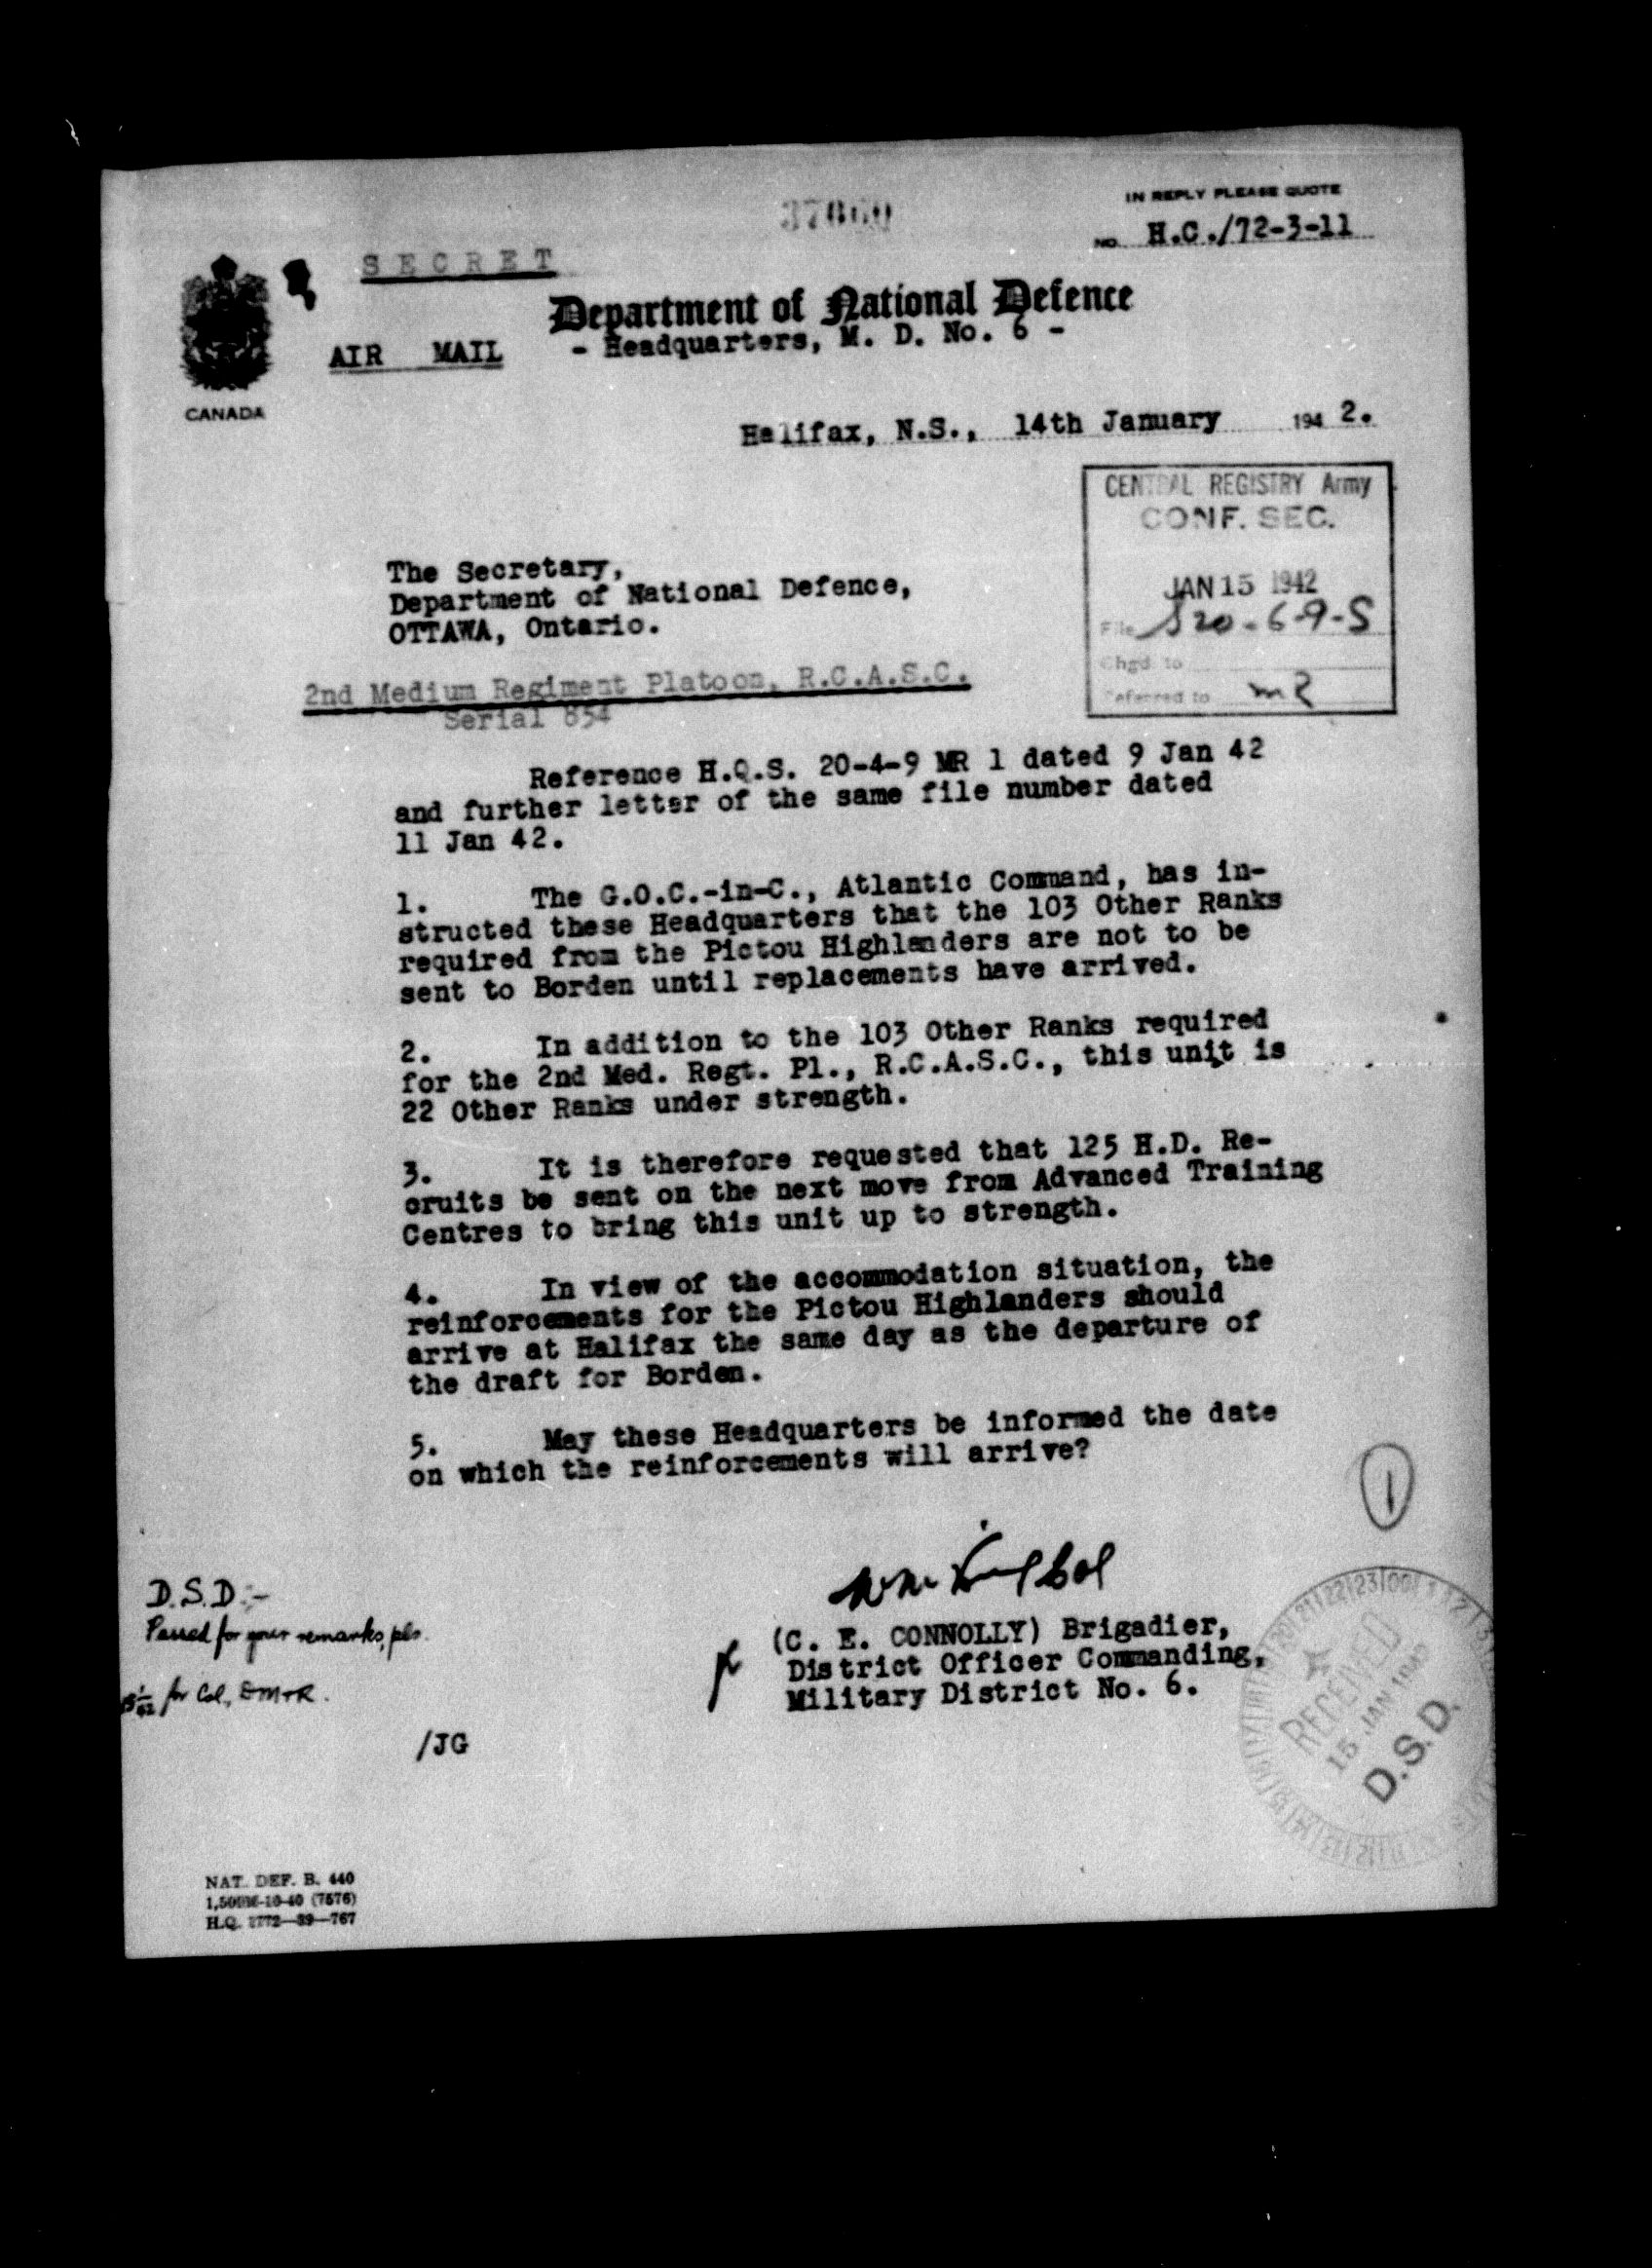 37860
IN REPLY PLEASE QUOTE
NO. H.C./72-3-11
SECRET
Department of National Defence
- Headquarters, M. D. No. 6 -
AIR MAIL
CANADA
Halifax, N.S., 14th January 1942.
CENTRAL REGISTRY Army
CONF. SEC.
JAN 15 1942
File S20-6-9-S
Chgd. to
Referred to MR
The Secretary,
Department of National Defence,
OTTAWA, Ontario.
2nd Medium Regiment Platoon, R.C.A.S.C.
Serial 854
Reference H.Q.S. 20-4-9 MR 1 dated 9 Jan 42
and further letter of the same file number dated
11 Jan 42.
1. The G.O.C.-in-C., Atlantic Command, has in-
structed these Headquarters that the 103 Other Ranks
required from the Pictou Highlanders are not to be
sent to Borden until replacements have arrived.
2. In addition to the 103 Other Ranks required
for the 2nd Med. Regt. Pl., R.C.A.S.C., this unit is
22 Other Ranks under strength.
3. It is therefore requested that 125 H.D. Re-
cruits be sent on the next move from Advanced Training
Centres to bring this unit up to strength.
4. In view of the accommodation situation, the
reinforcements for the Pictou Highlanders should
arrive at Halifax the same day as the departure of
the draft for Borden.
5. May these Headquarters be informed the date
on which the reinforcements will arrive?
1
Col
(C. E. CONNOLLY) Brigadier,
District Officer Commanding,
Military District No. 6.
D.S.D.:-
Passed for your remarks, pls.
for Col, DM+R.
/JG
RECEIVED
15 JAN 1942
D.S.D.
NAT. DEF. B. 440
10-40 (7576)
H.Q. 1772-39-767